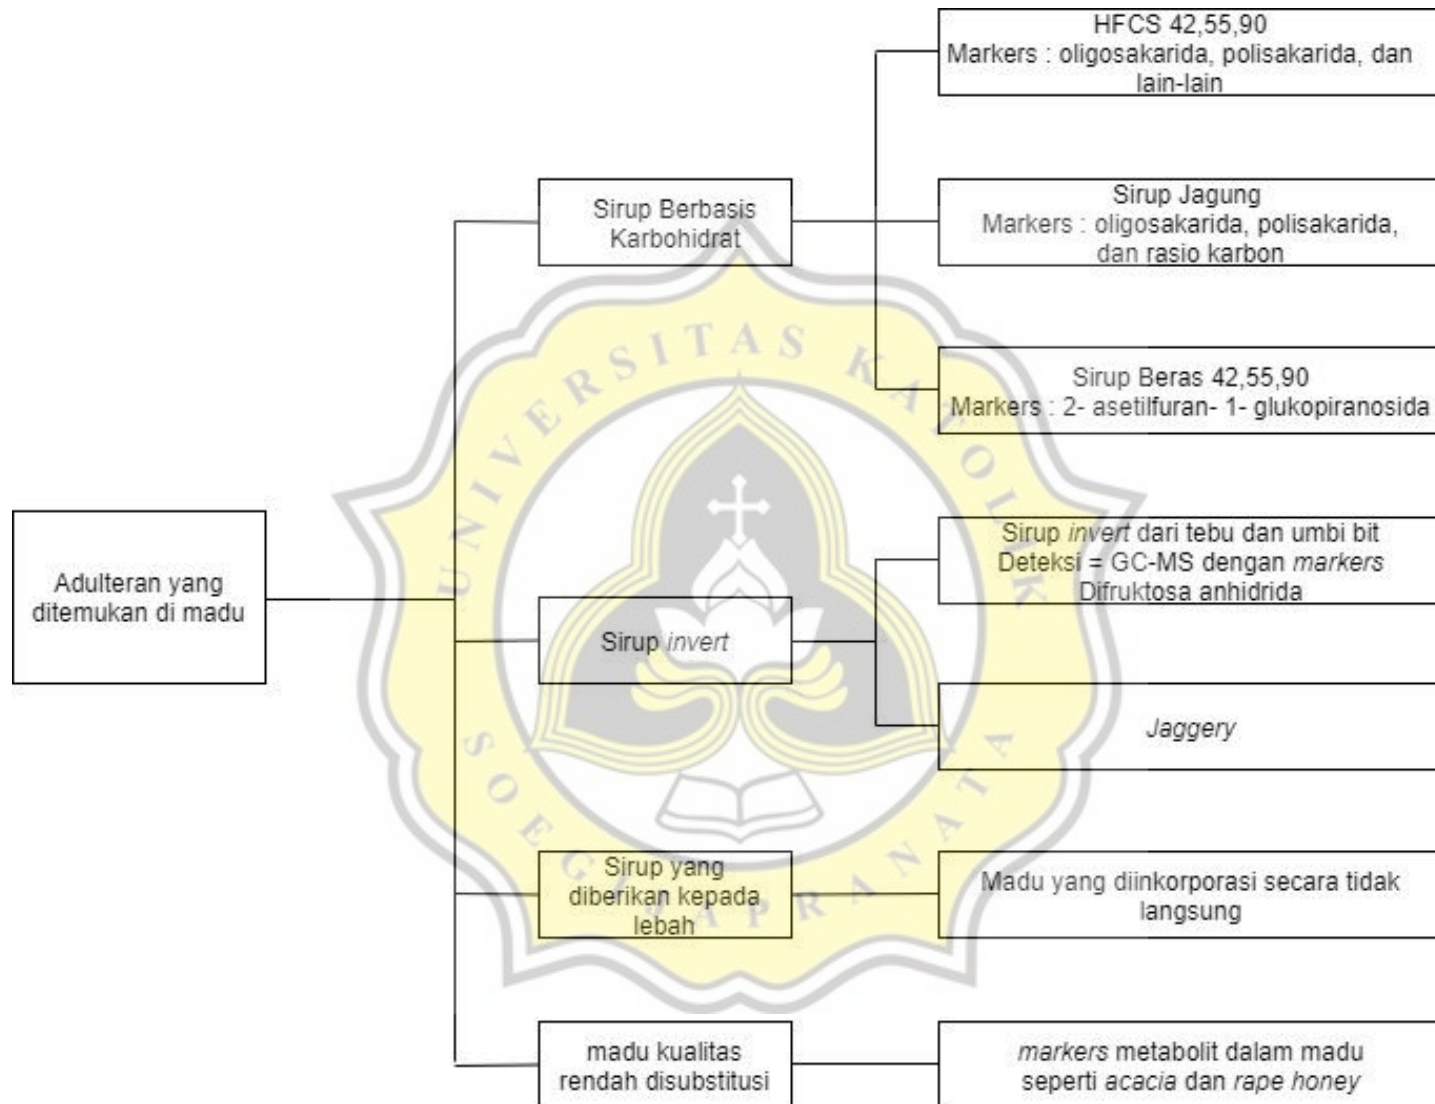 HFCS 42,55,90
Markers : oligosakarida, polisakarida, dan
lain-lain
Sirup Berbasis
Karbohidrat
Sirup Jagung
Markers : oligosakarida, polisakarida,
dan rasio karbon
Sirup Beras 42,55,90
Markers : 2- asetilfuran- 1- glukopiranosida
Adulteran yang
ditemukan di madu
Sirup invert
Sirup invert dari tebu dan umbi bit
Deteksi = GC-MS dengan markers
Difruktosa anhidrida
Jaggery
Sirup yang
diberikan kepada
lebah
Madu yang diinkorporasi secara tidak
langsung
madu kualitas
rendah disubstitusi
markers metabolit dalam madu
seperti acacia dan rape honey
UNIVERSITAS KATOLIK
SOEGIJAPRANATA